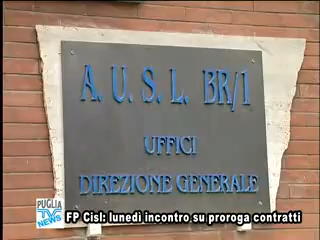 A. U. S. L. BR/1
UFFICI
DIREZIONE GENERALE
PUGLIA
TV
NEWS
FP Cisl: lunedì incontro su proroga contratti